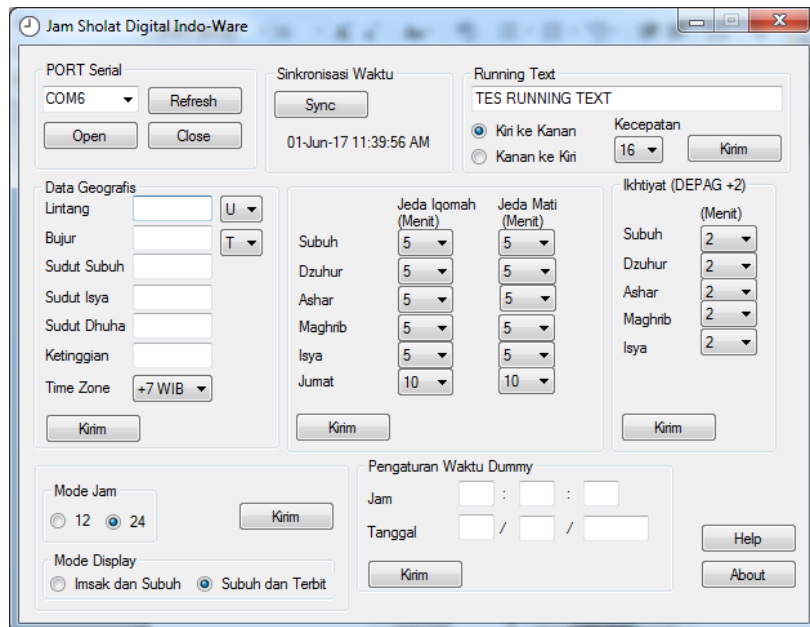 Jam Sholat Digital Indo-Ware
PORT Serial
COM6
Refresh
Open
Close
Sinkronisasi Waktu
Sync
01-Jun-17 11:39:56 AM
Running Text
TES RUNNING TEXT
Kiri ke Kanan
Kanan ke Kiri
Kecepatan
16
Kirim
Data Geografis
Lintang
U
Bujur
T
Sudut Subuh
Sudut Isya
Sudut Dhuha
Ketinggian
Time Zone
+7 WIB
Kirim
Jeda Iqomah
(Menit)
Jeda Mati
(Menit)
Subuh 5 5
Dzuhur 5 5
Ashar 5 5
Maghrib 5 5
Isya 5 5
Jumat 10 10
Kirim
Ikhtiyat (DEPAG +2)
(Menit)
Subuh 2
Dzuhur 2
Ashar 2
Maghrib 2
Isya 2
Kirim
Mode Jam
12 24
Kirim
Mode Display
Imsak dan Subuh Subuh dan Terbit
Pengaturan Waktu Dummy
Jam : :
Tanggal / /
Kirim
Help
About